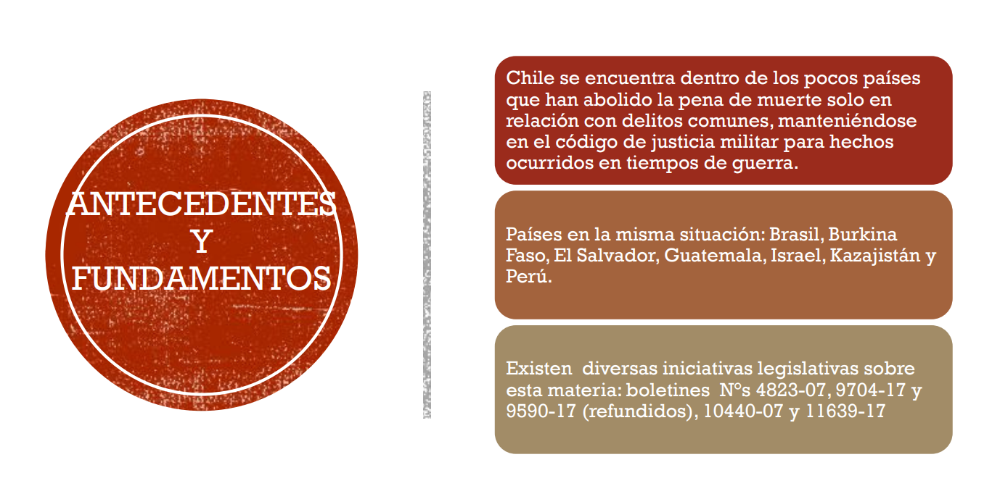 ANTECEDENTES
Y
FUNDAMENTOS
Chile se encuentra dentro de los pocos países
que han abolido la pena de muerte solo en
relación con delitos comunes, manteniéndose
en el código de justicia militar para hechos
ocurridos en tiempos de guerra.
Países en la misma situación: Brasil, Burkina
Faso, El Salvador, Guatemala, Israel, Kazajistán y
Perú.
Existen  diversas iniciativas legislativas sobre
esta materia: boletines  N°s 4823-07, 9704-17 y
9590-17 (refundidos), 10440-07 y 11639-17